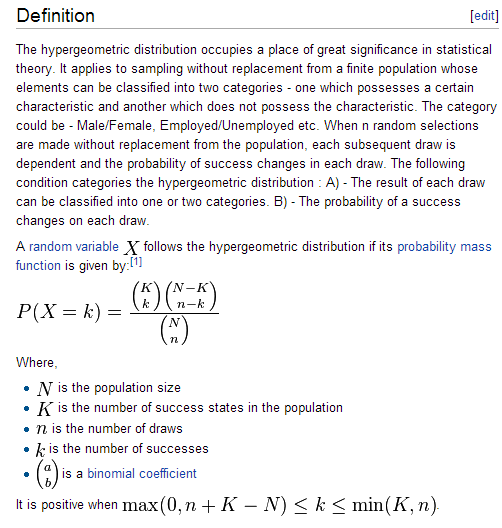 Definition [edit]
The hypergeometric distribution occupies a place of great significance in statistical
theory. It applies to sampling without replacement from a finite population whose
elements can be classified into two categories - one which possesses a certain
characteristic and another which does not possess the characteristic. The category
could be - Male/Female, Employed/Unemployed etc. When n random selections
are made without replacement from the population, each subsequent draw is
dependent and the probability of success changes in each draw. The following
condition categories the hypergeometric distribution : A) - The result of each draw
can be classified into one or two categories. B) - The probability of a success
changes on each draw.
A random variable X follows the hypergeometric distribution if its probability mass
function is given by:[1]
P(X = k) = \frac{\binom{K}{k}\binom{N-K}{n-k}}{\binom{N}{n}}
Where,
• N is the population size
• K is the number of success states in the population
• n is the number of draws
• k is the number of successes
• \binom{a}{b} is a binomial coefficient
It is positive when max(0, n + K − N) ≤ k ≤ min(K, n).